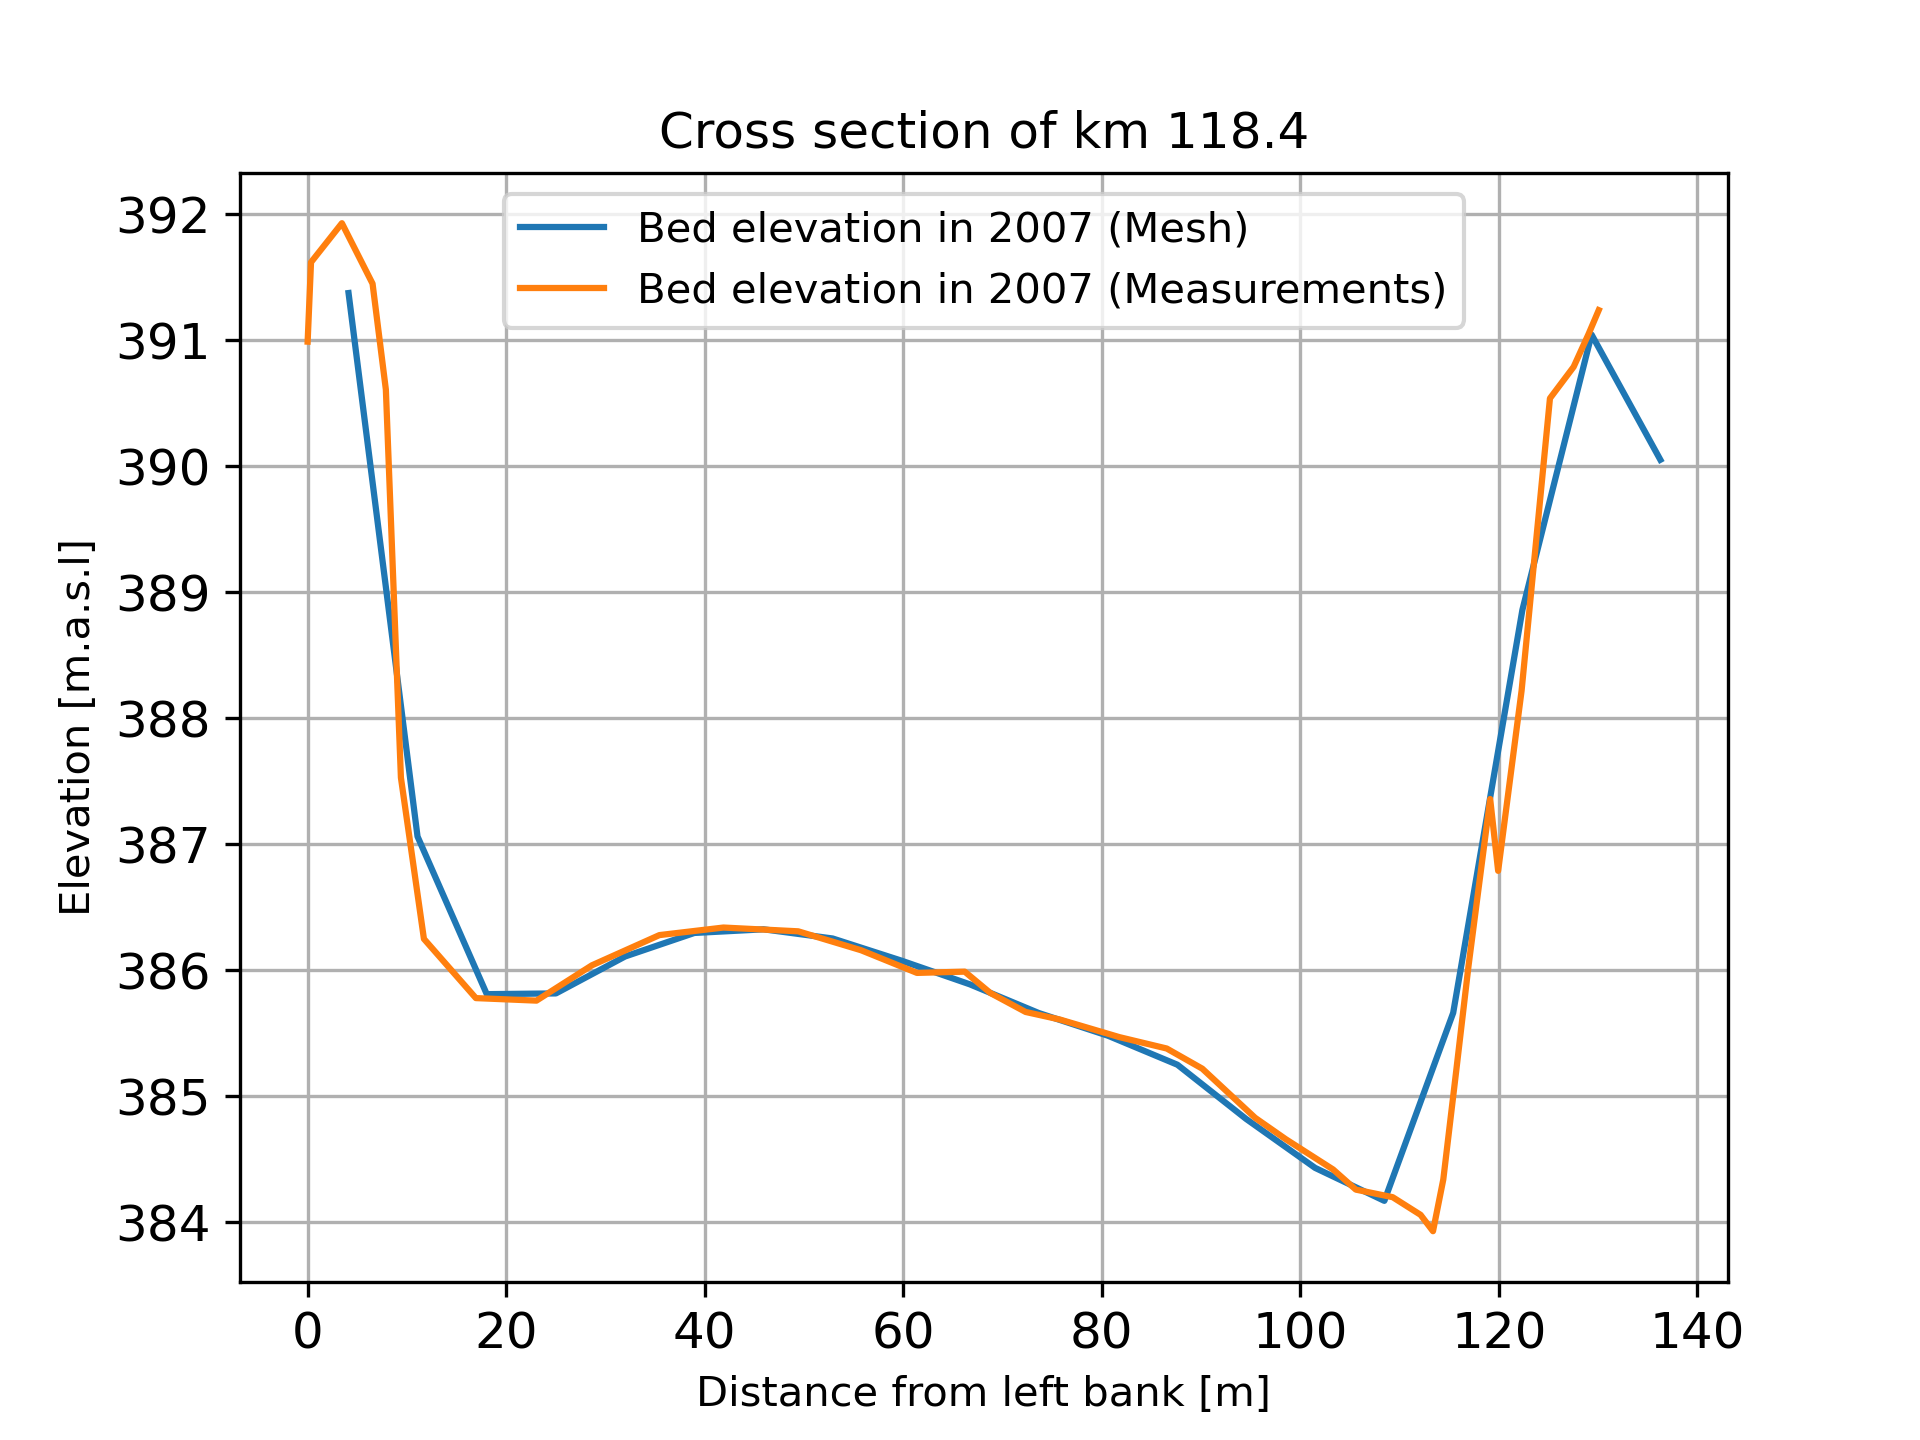 Cross section of km 118.4
Bed elevation in 2007 (Mesh)
Bed elevation in 2007 (Measurements)
392
391
390
389
388
387
386
385
384
Elevation [m.a.s.l]
0 20 40 60 80 100 120 140
Distance from left bank [m]